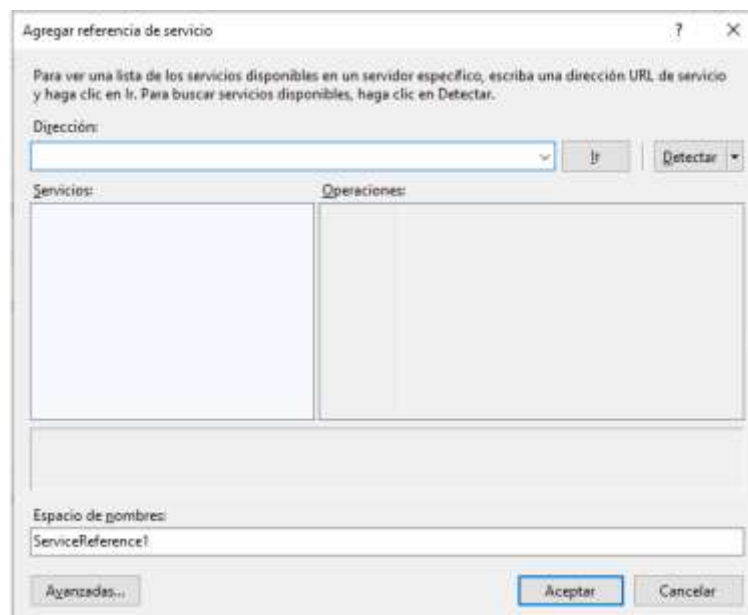 Agregar referencia de servicio
?
Para ver una lista de los servicios disponibles en un servidor específico, escriba una dirección URL de servicio
y haga clic en Ir. Para buscar servicios disponibles, haga clic en Detectar.
Dirección:
Ir
Detectar
Servicios:
Operaciones:
Espacio de nombres:
ServiceReference1
Avanzadas...
Aceptar
Cancelar